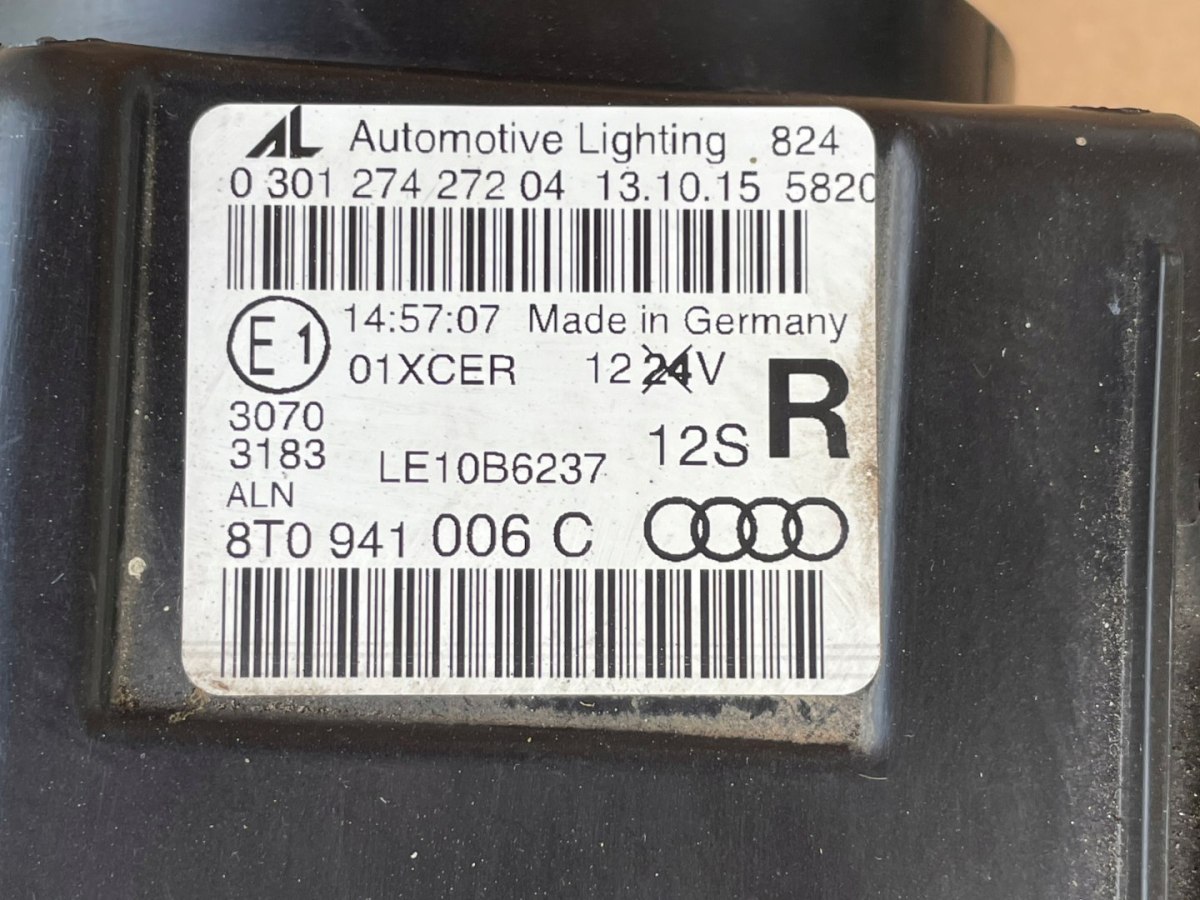 AL Automotive Lighting 824
0 301 274 272 04 13.10.15 5820
E1 14:57:07 Made in Germany
01XCER 12 24V
R
3070
3183 LE10B6237 12S
ALN
8T0 941 006 C